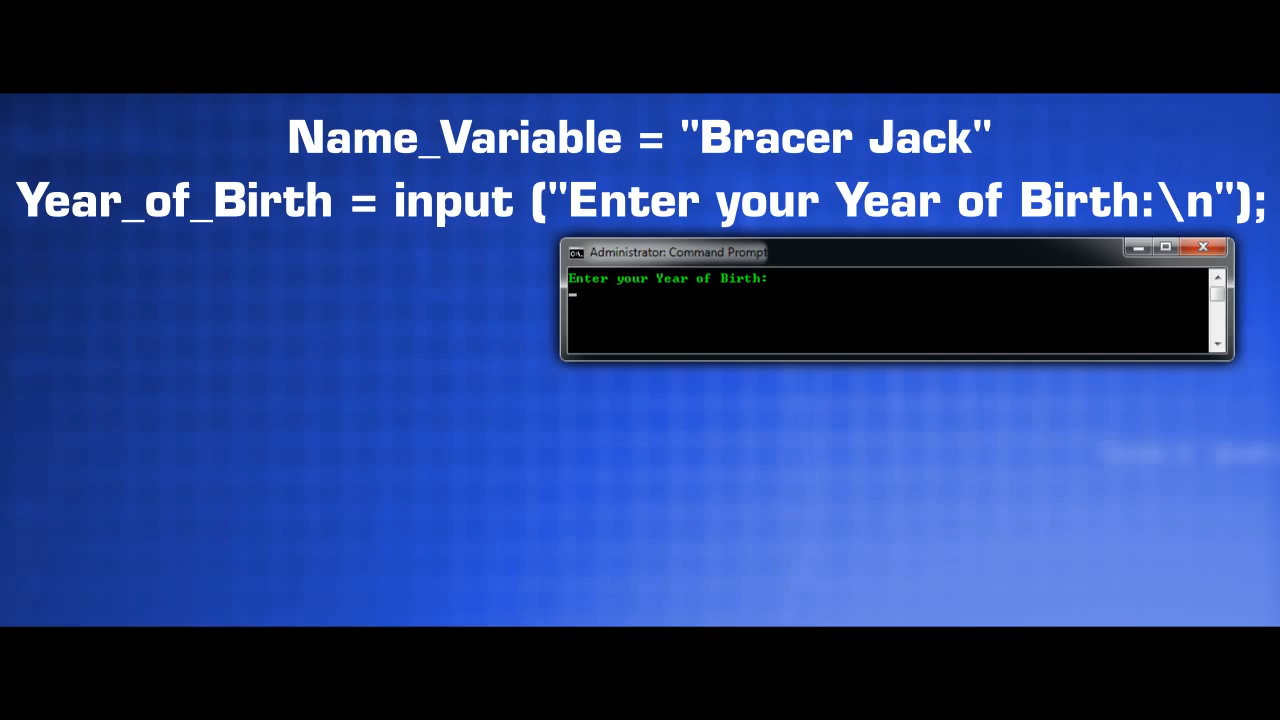 Name_Variable = "Bracer Jack"
Year_of_Birth = input ("Enter your Year of Birth:\n");
Administrator: Command Prompt
Enter your Year of Birth: